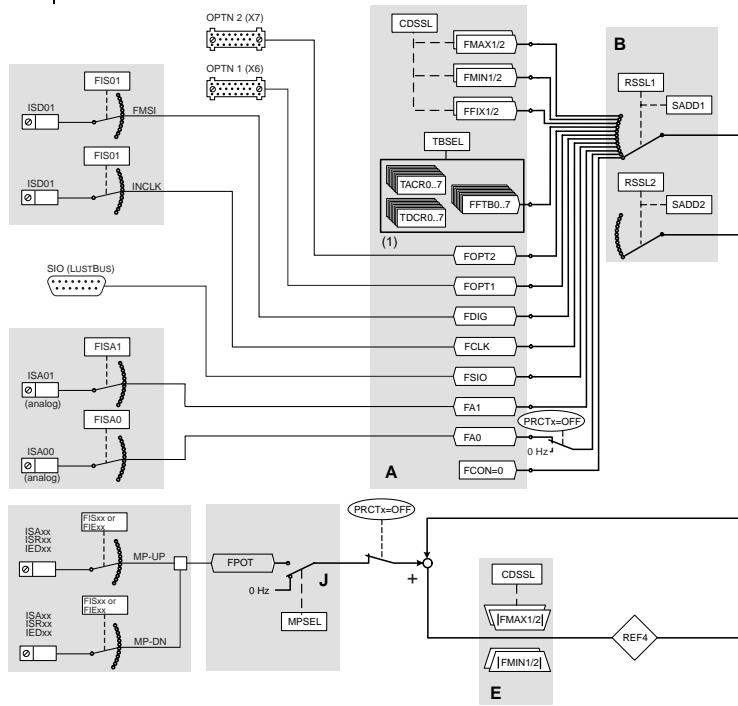 OPTN 2 (X7)
OPTN 1 (X6)
CDSSL
FMAX1/2
FMIN1/2
FFIX1/2
TBSEL
TACR0..7
TDCR0..7
FFTB0..7
(1)
B
RSSL1
SADD1
RSSL2
SADD2
FIS01
ISD01
FMSI
FIS01
ISD01
INCLK
SIO (LUSTBUS)
FOPT2
FOPT1
FDIG
FCLK
FSIO
FA1
FA0
FCON=0
PRCTx=OFF
0 Hz
A
FISA1
ISA01
(analog)
FISA0
ISA00
(analog)
ISAxx
ISRxx
IEDxx
FISxx or
FIExx
MP-UP
ISAxx
ISRxx
IEDxx
FISxx or
FIExx
MP-DN
FPOT
0 Hz
J
MPSEL
PRCTx=OFF
+
CDSSL
|FMAX1/2|
|FMIN1/2|
E
REF4